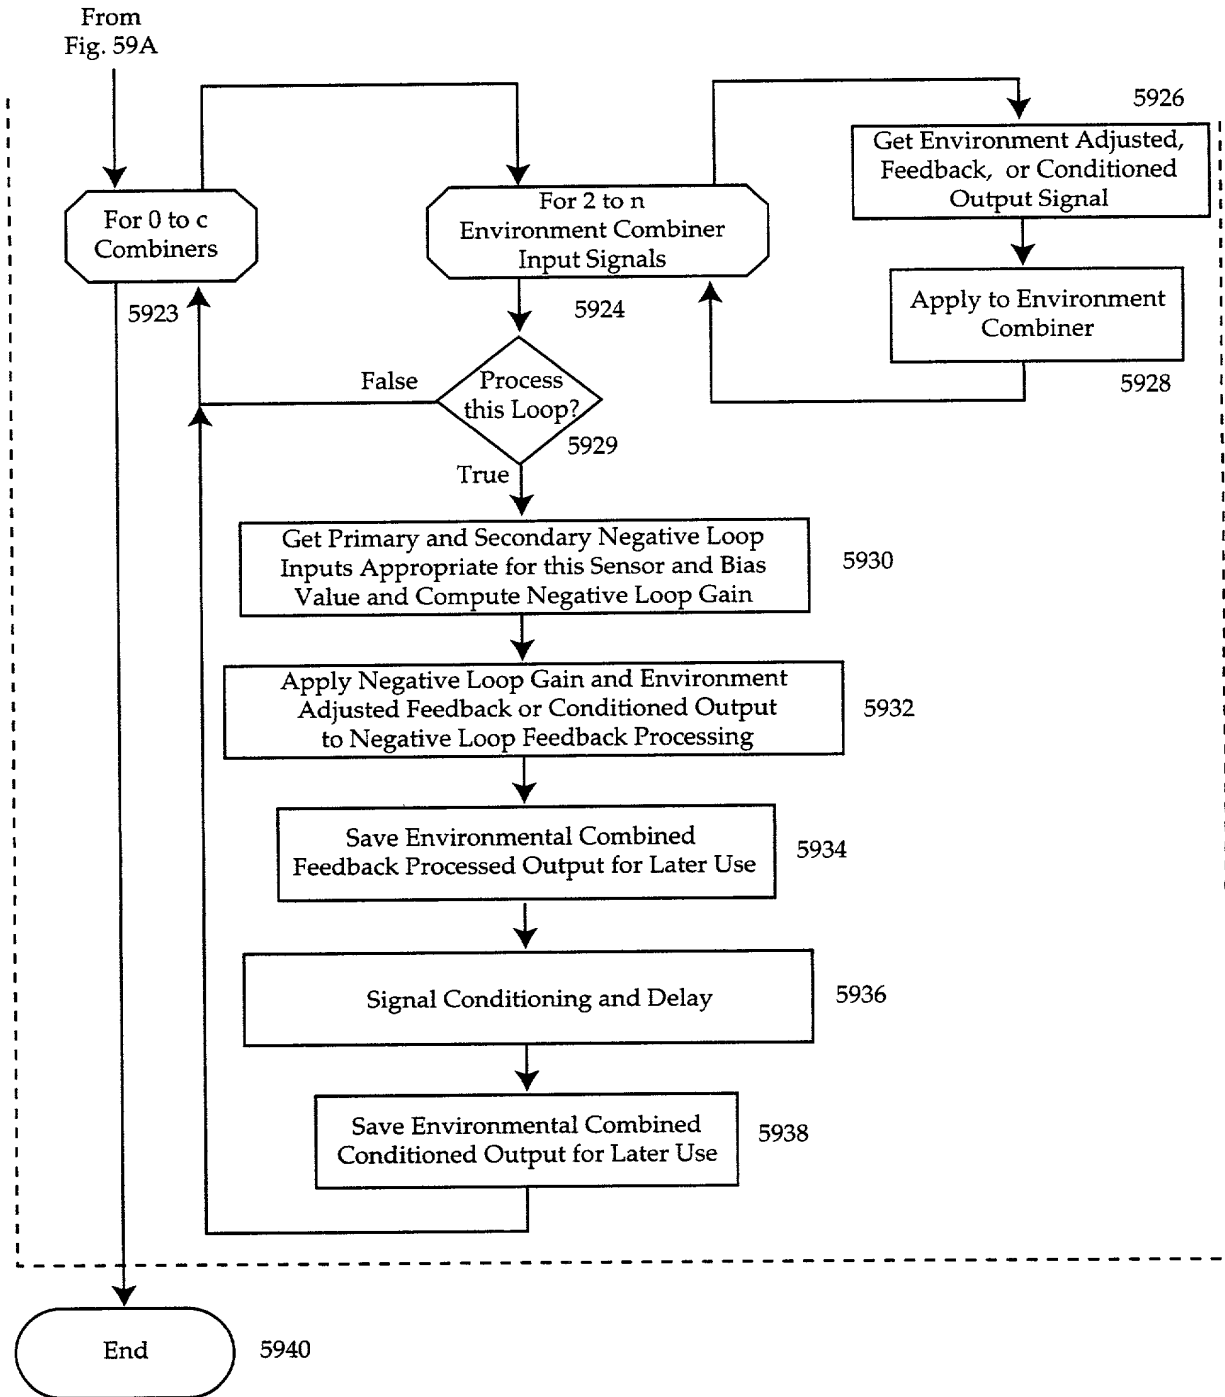 From
Fig. 59A
5926
Get Environment Adjusted,
Feedback, or Conditioned
Output Signal
For 0 to c
Combiners
5923
For 2 to n
Environment Combiner
Input Signals
5924
Apply to Environment
Combiner
5928
False
Process
this Loop?
5929
True
Get Primary and Secondary Negative Loop
Inputs Appropriate for this Sensor and Bias
Value and Compute Negative Loop Gain
5930
Apply Negative Loop Gain and Environment
Adjusted Feedback or Conditioned Output
to Negative Loop Feedback Processing
5932
Save Environmental Combined
Feedback Processed Output for Later Use
5934
Signal Conditioning and Delay
5936
Save Environmental Combined
Conditioned Output for Later Use
5938
End
5940